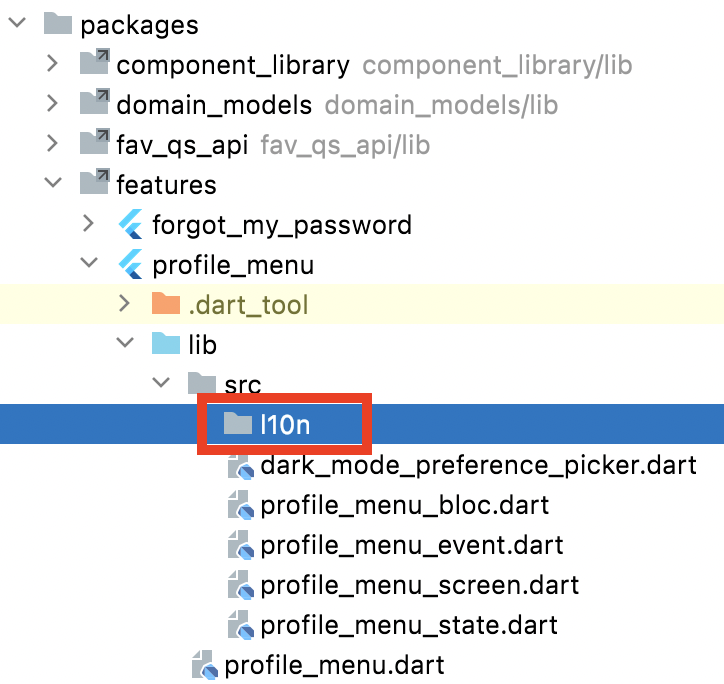 packages
component_library component_library/lib
domain_models domain_models/lib
fav_qs_api fav_qs_api/lib
features
forgot_my_password
profile_menu
.dart_tool
lib
src
l10n
dark_mode_preference_picker.dart
profile_menu_bloc.dart
profile_menu_event.dart
profile_menu_screen.dart
profile_menu_state.dart
profile_menu.dart